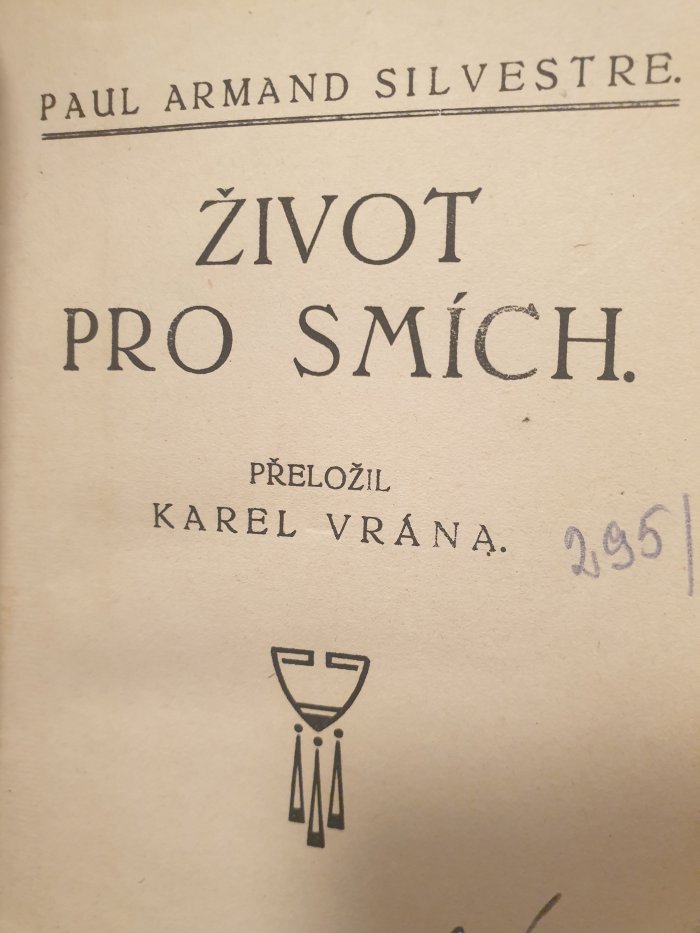 PAUL ARMAND SILVESTRE.
ŽIVOT
PRO SMÍCH.
PŘELOŽIL
KAREL VRÁNA.
295/